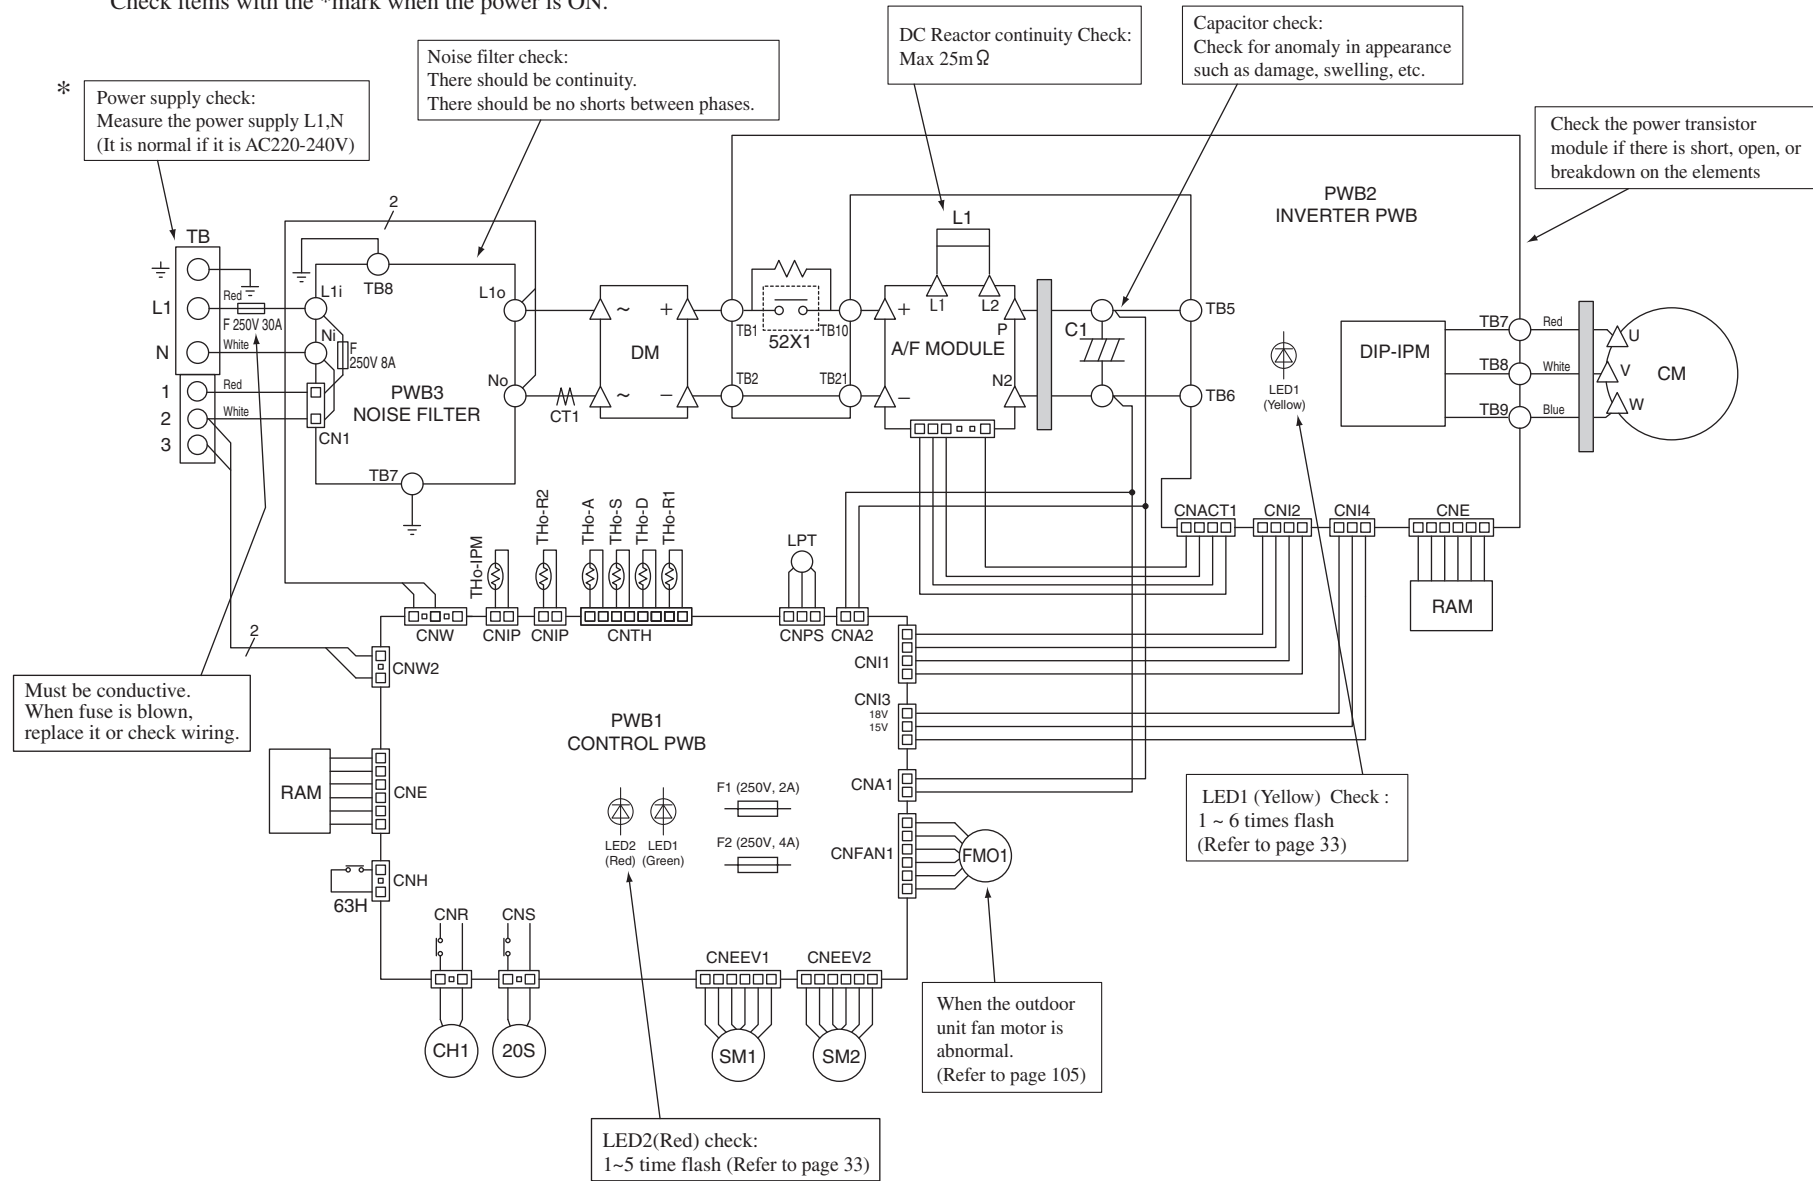 Check items with the *mark when the power is ON.
*
Power supply check:
Measure the power supply L1,N
(It is normal if it is AC220-240V)
Noise filter check:
There should be continuity.
There should be no shorts between phases.
DC Reactor continuity Check:
Max 25mΩ
Capacitor check:
Check for anomaly in appearance
such as damage, swelling, etc.
Check the power transistor
module if there is short, open, or
breakdown on the elements
PWB2
INVERTER PWB
2
TB
L1
N
1
2
3
Red
F 250V 30A
White
Red
White
L1i
Ni
F
250V 8A
CN1
TB8
L1o
No
PWB3
NOISE FILTER
TB7
CT1
~
+
DM
~
−
TB1
TB2
52X1
TB10
TB21
L1
L1
L2
+
P
A/F MODULE
−
N2
C1
TB5
TB6
LED1
(Yellow)
DIP-IPM
TB7
TB8
TB9
Red
White
Blue
U
V
W
CM
CNACT1
CNI2
CNI4
CNE
RAM
THo-IPM
THo-R2
THo-A
THo-S
THo-D
THo-R1
LPT
CNW
CNIP
CNIP
CNTH
CNPS
CNA2
2
CNW2
CNI1
CNI3
18V
15V
CNA1
CNFAN1
FMO1
Must be conductive.
When fuse is blown,
replace it or check wiring.
PWB1
CONTROL PWB
RAM
CNE
LED2
(Red)
LED1
(Green)
F1 (250V, 2A)
F2 (250V, 4A)
CNH
63H
CNR
CNS
CNEEV1
CNEEV2
CH1
20S
SM1
SM2
LED1 (Yellow) Check :
1 ~ 6 times flash
(Refer to page 33)
When the outdoor
unit fan motor is
abnormal.
(Refer to page 105)
LED2(Red) check:
1~5 time flash (Refer to page 33)